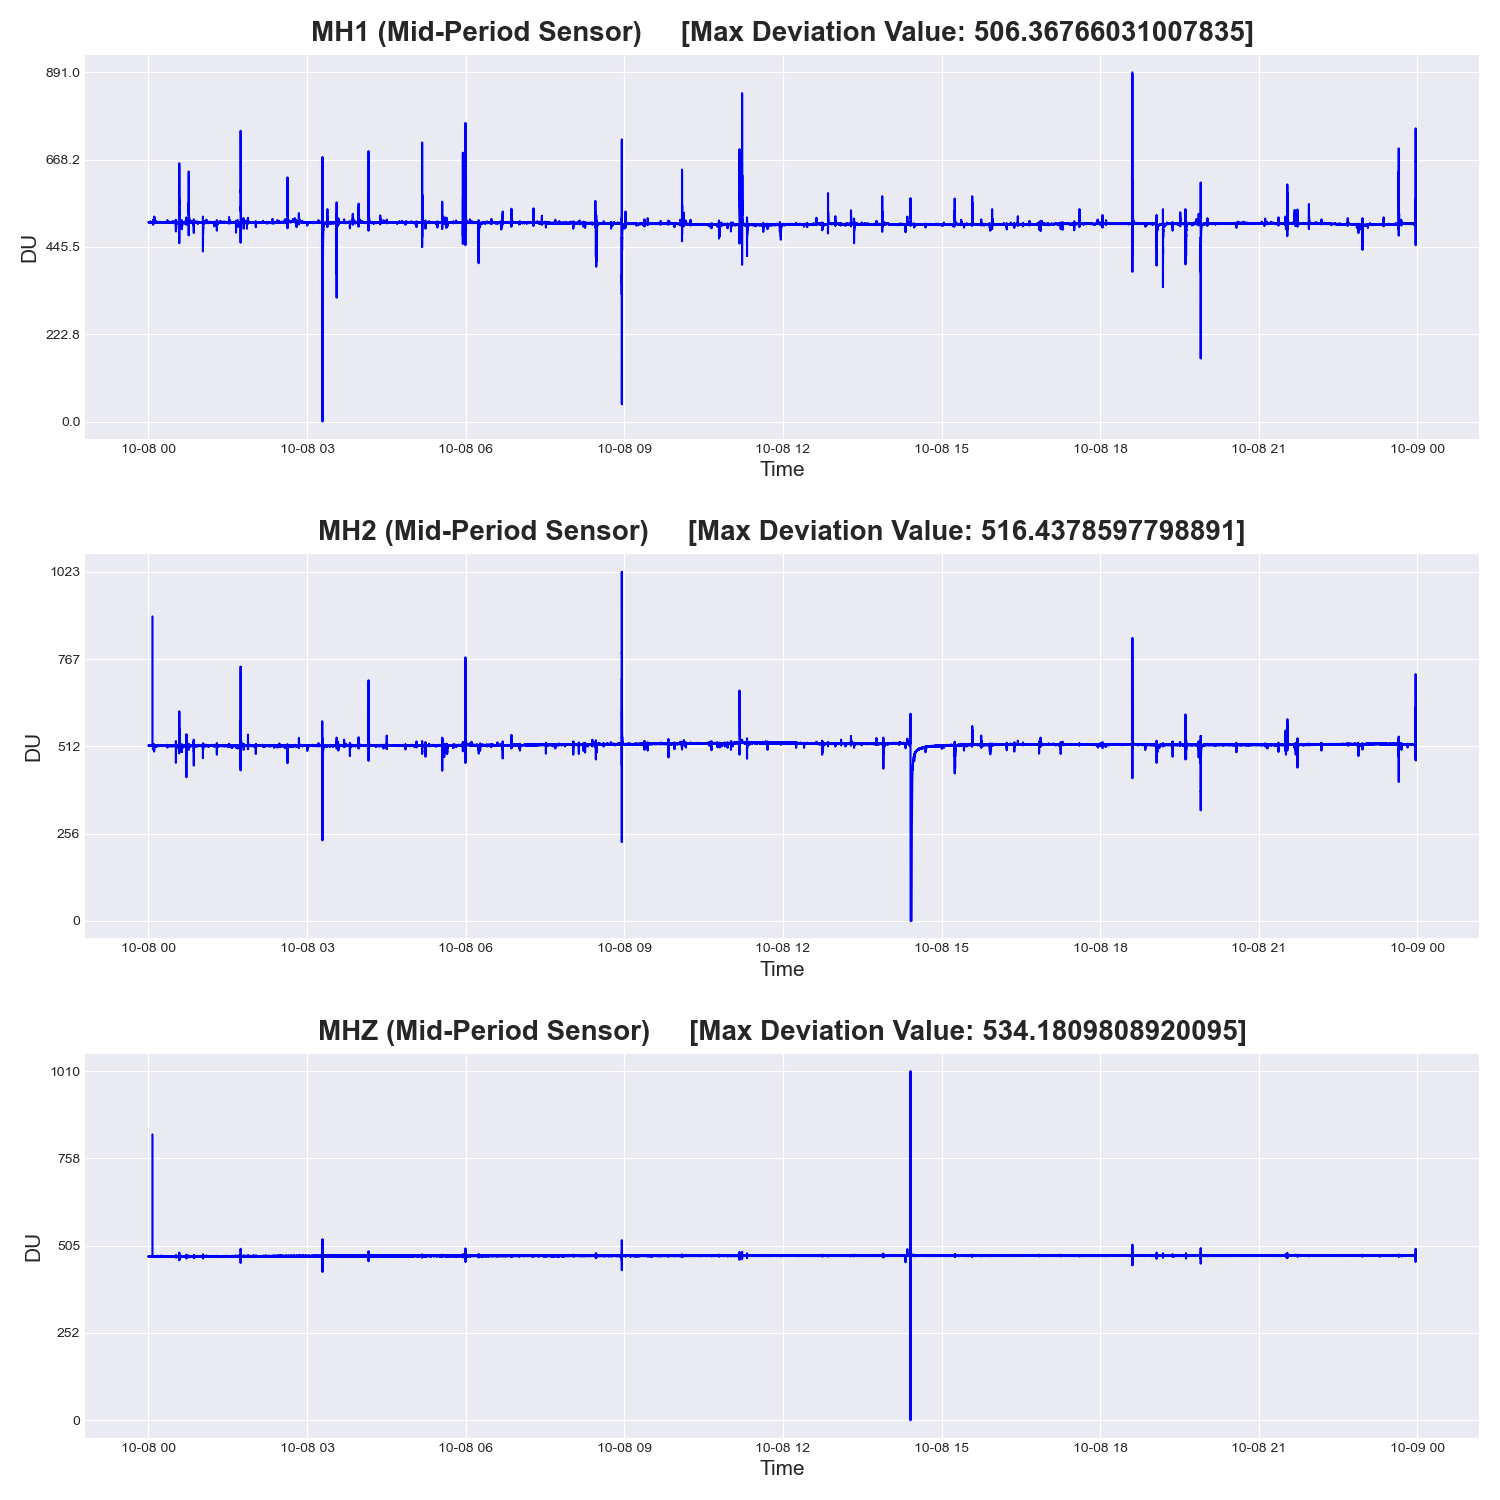 MH1 (Mid-Period Sensor) [Max Deviation Value: 506.36766031007835]
891.0
668.2
445.5
222.8
0.0
DU
10-08 00 10-08 03 10-08 06 10-08 09 10-08 12 10-08 15 10-08 18 10-08 21 10-09 00
Time
MH2 (Mid-Period Sensor) [Max Deviation Value: 516.4378597798891]
1023
767
512
256
0
DU
10-08 00 10-08 03 10-08 06 10-08 09 10-08 12 10-08 15 10-08 18 10-08 21 10-09 00
Time
MHZ (Mid-Period Sensor) [Max Deviation Value: 534.1809808920095]
1010
758
505
252
0
DU
10-08 00 10-08 03 10-08 06 10-08 09 10-08 12 10-08 15 10-08 18 10-08 21 10-09 00
Time